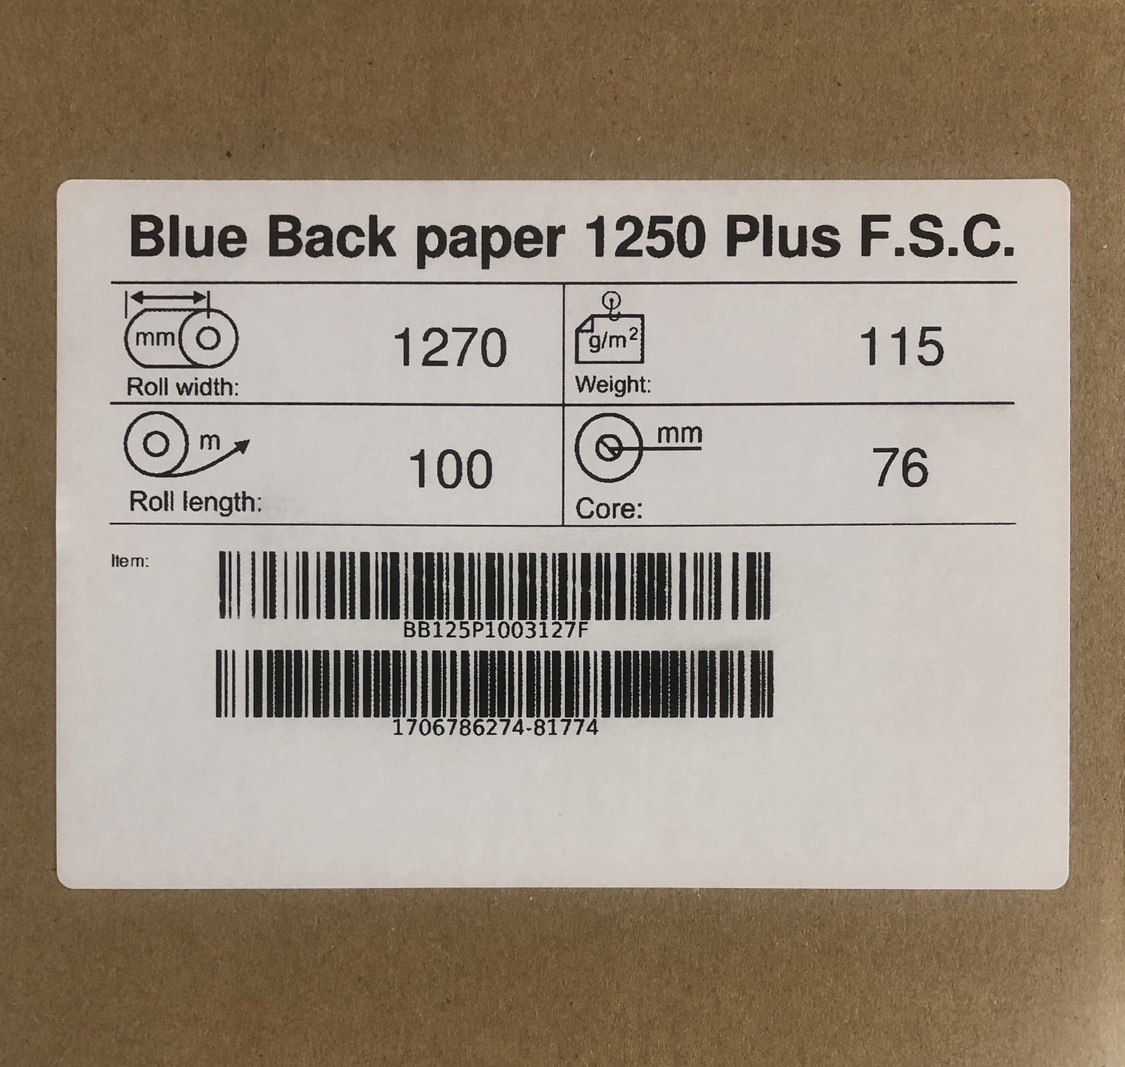 Blue Back paper 1250 Plus F.S.C.
mm
1270
Roll width:
g/m²
115
Weight:
m
100
Roll length:
mm
76
Core:
Item:
BB125P1003127F
1706786274-81774